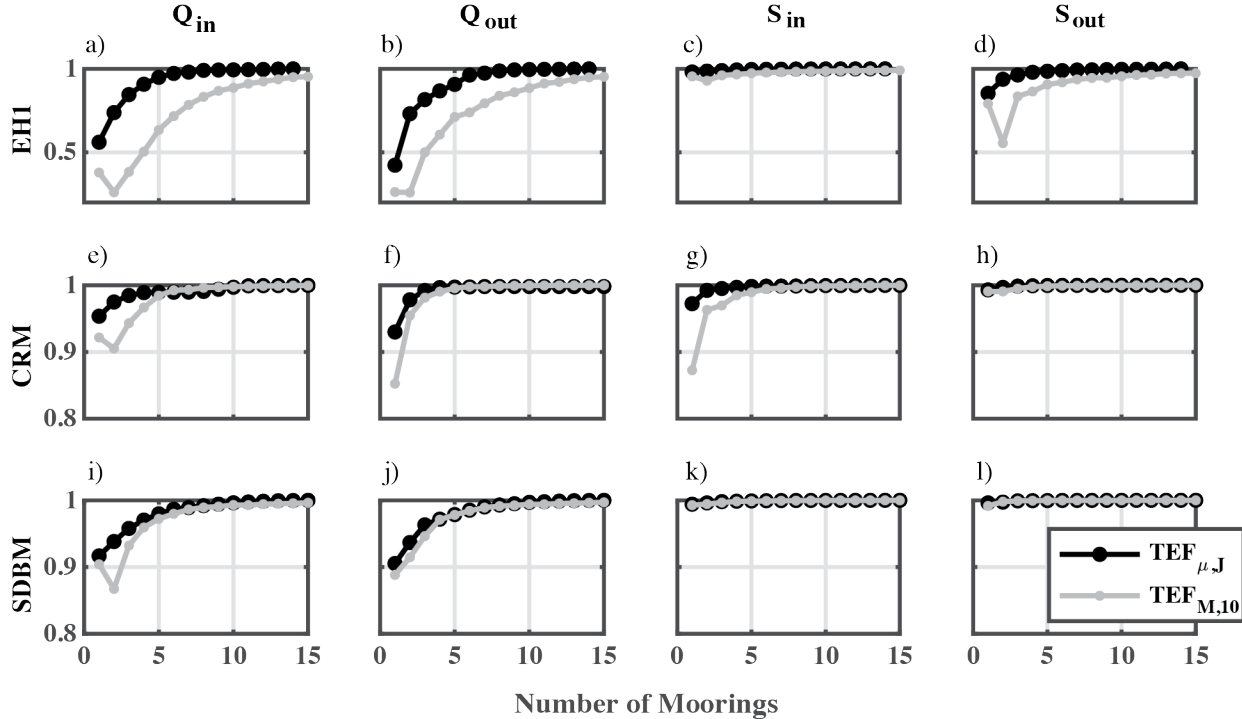 Q in Q out S in S out
a) b) c) d)
EH1
1
0.5
e) f) g) h)
CRM
1
0.9
0.8
i) j) k) l)
SDBM
1
0.9
0.8
TEF μ,J
TEF M,10
0 5 10 15 0 5 10 15 0 5 10 15 0 5 10 15
Number of Moorings